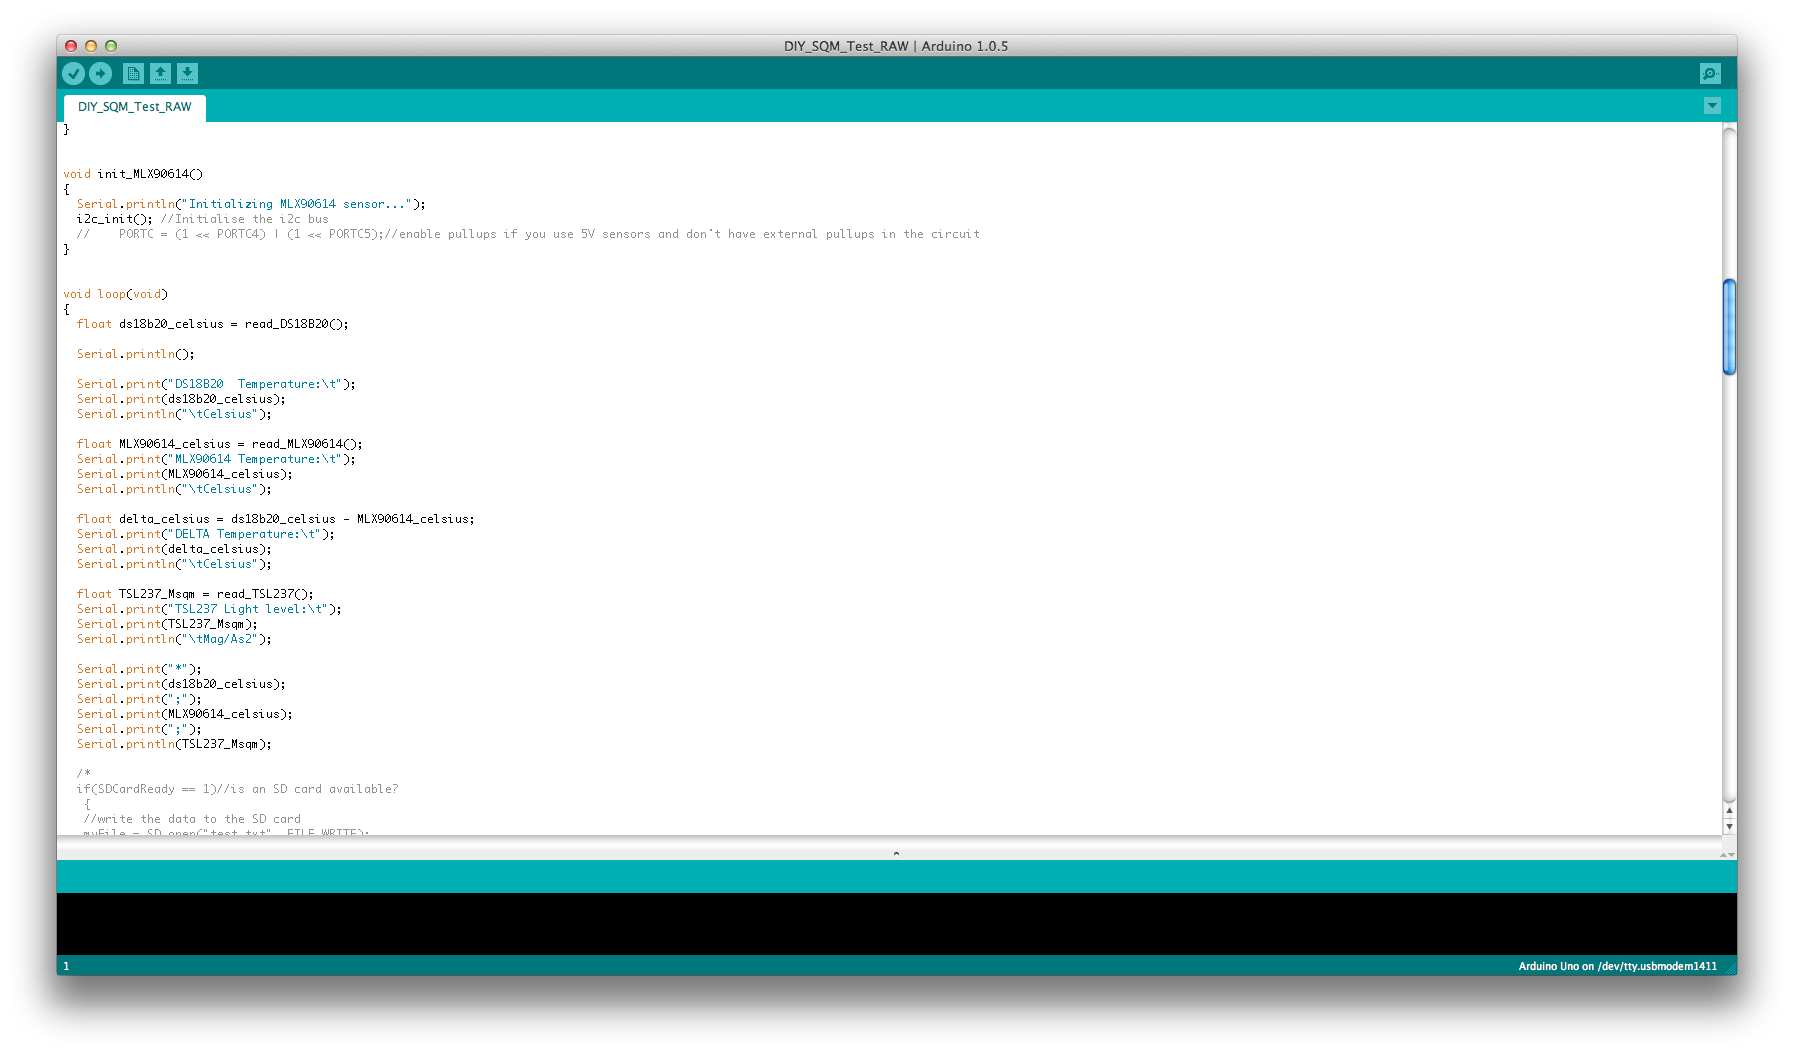 DIY_SQM_Test_RAW | Arduino 1.0.5
DIY_SQM_Test_RAW
}
void init_MLX90614()
{
  Serial.println("Initializing MLX90614 sensor...");
  i2c_init(); //Initialise the i2c bus
  //    PORTC = (1 << PORTC4) | (1 << PORTC5);//enable pullups if you use 5V sensors and don't have external pullups in the circuit
}
void loop(void)
{
  float ds18b20_celsius = read_DS18B20();
  Serial.println();
  Serial.print("DS18B20  Temperature:\t");
  Serial.print(ds18b20_celsius);
  Serial.println("\tCelsius");
  float MLX90614_celsius = read_MLX90614();
  Serial.print("MLX90614 Temperature:\t");
  Serial.print(MLX90614_celsius);
  Serial.println("\tCelsius");
  float delta_celsius = ds18b20_celsius - MLX90614_celsius;
  Serial.print("DELTA Temperature:\t");
  Serial.print(delta_celsius);
  Serial.println("\tCelsius");
  float TSL237_Msqm = read_TSL237();
  Serial.print("TSL237 Light level:\t");
  Serial.print(TSL237_Msqm);
  Serial.println("\tMag/As2");
  Serial.print("*");
  Serial.print(ds18b20_celsius);
  Serial.print(";");
  Serial.print(MLX90614_celsius);
  Serial.print(";");
  Serial.println(TSL237_Msqm);
  /*
  if(SDCardReady == 1)//is an SD card available?
   {
   //write the data to the SD card
   myFile = SD.open("test.txt", FILE_WRITE);
1
Arduino Uno on /dev/tty.usbmodem1411